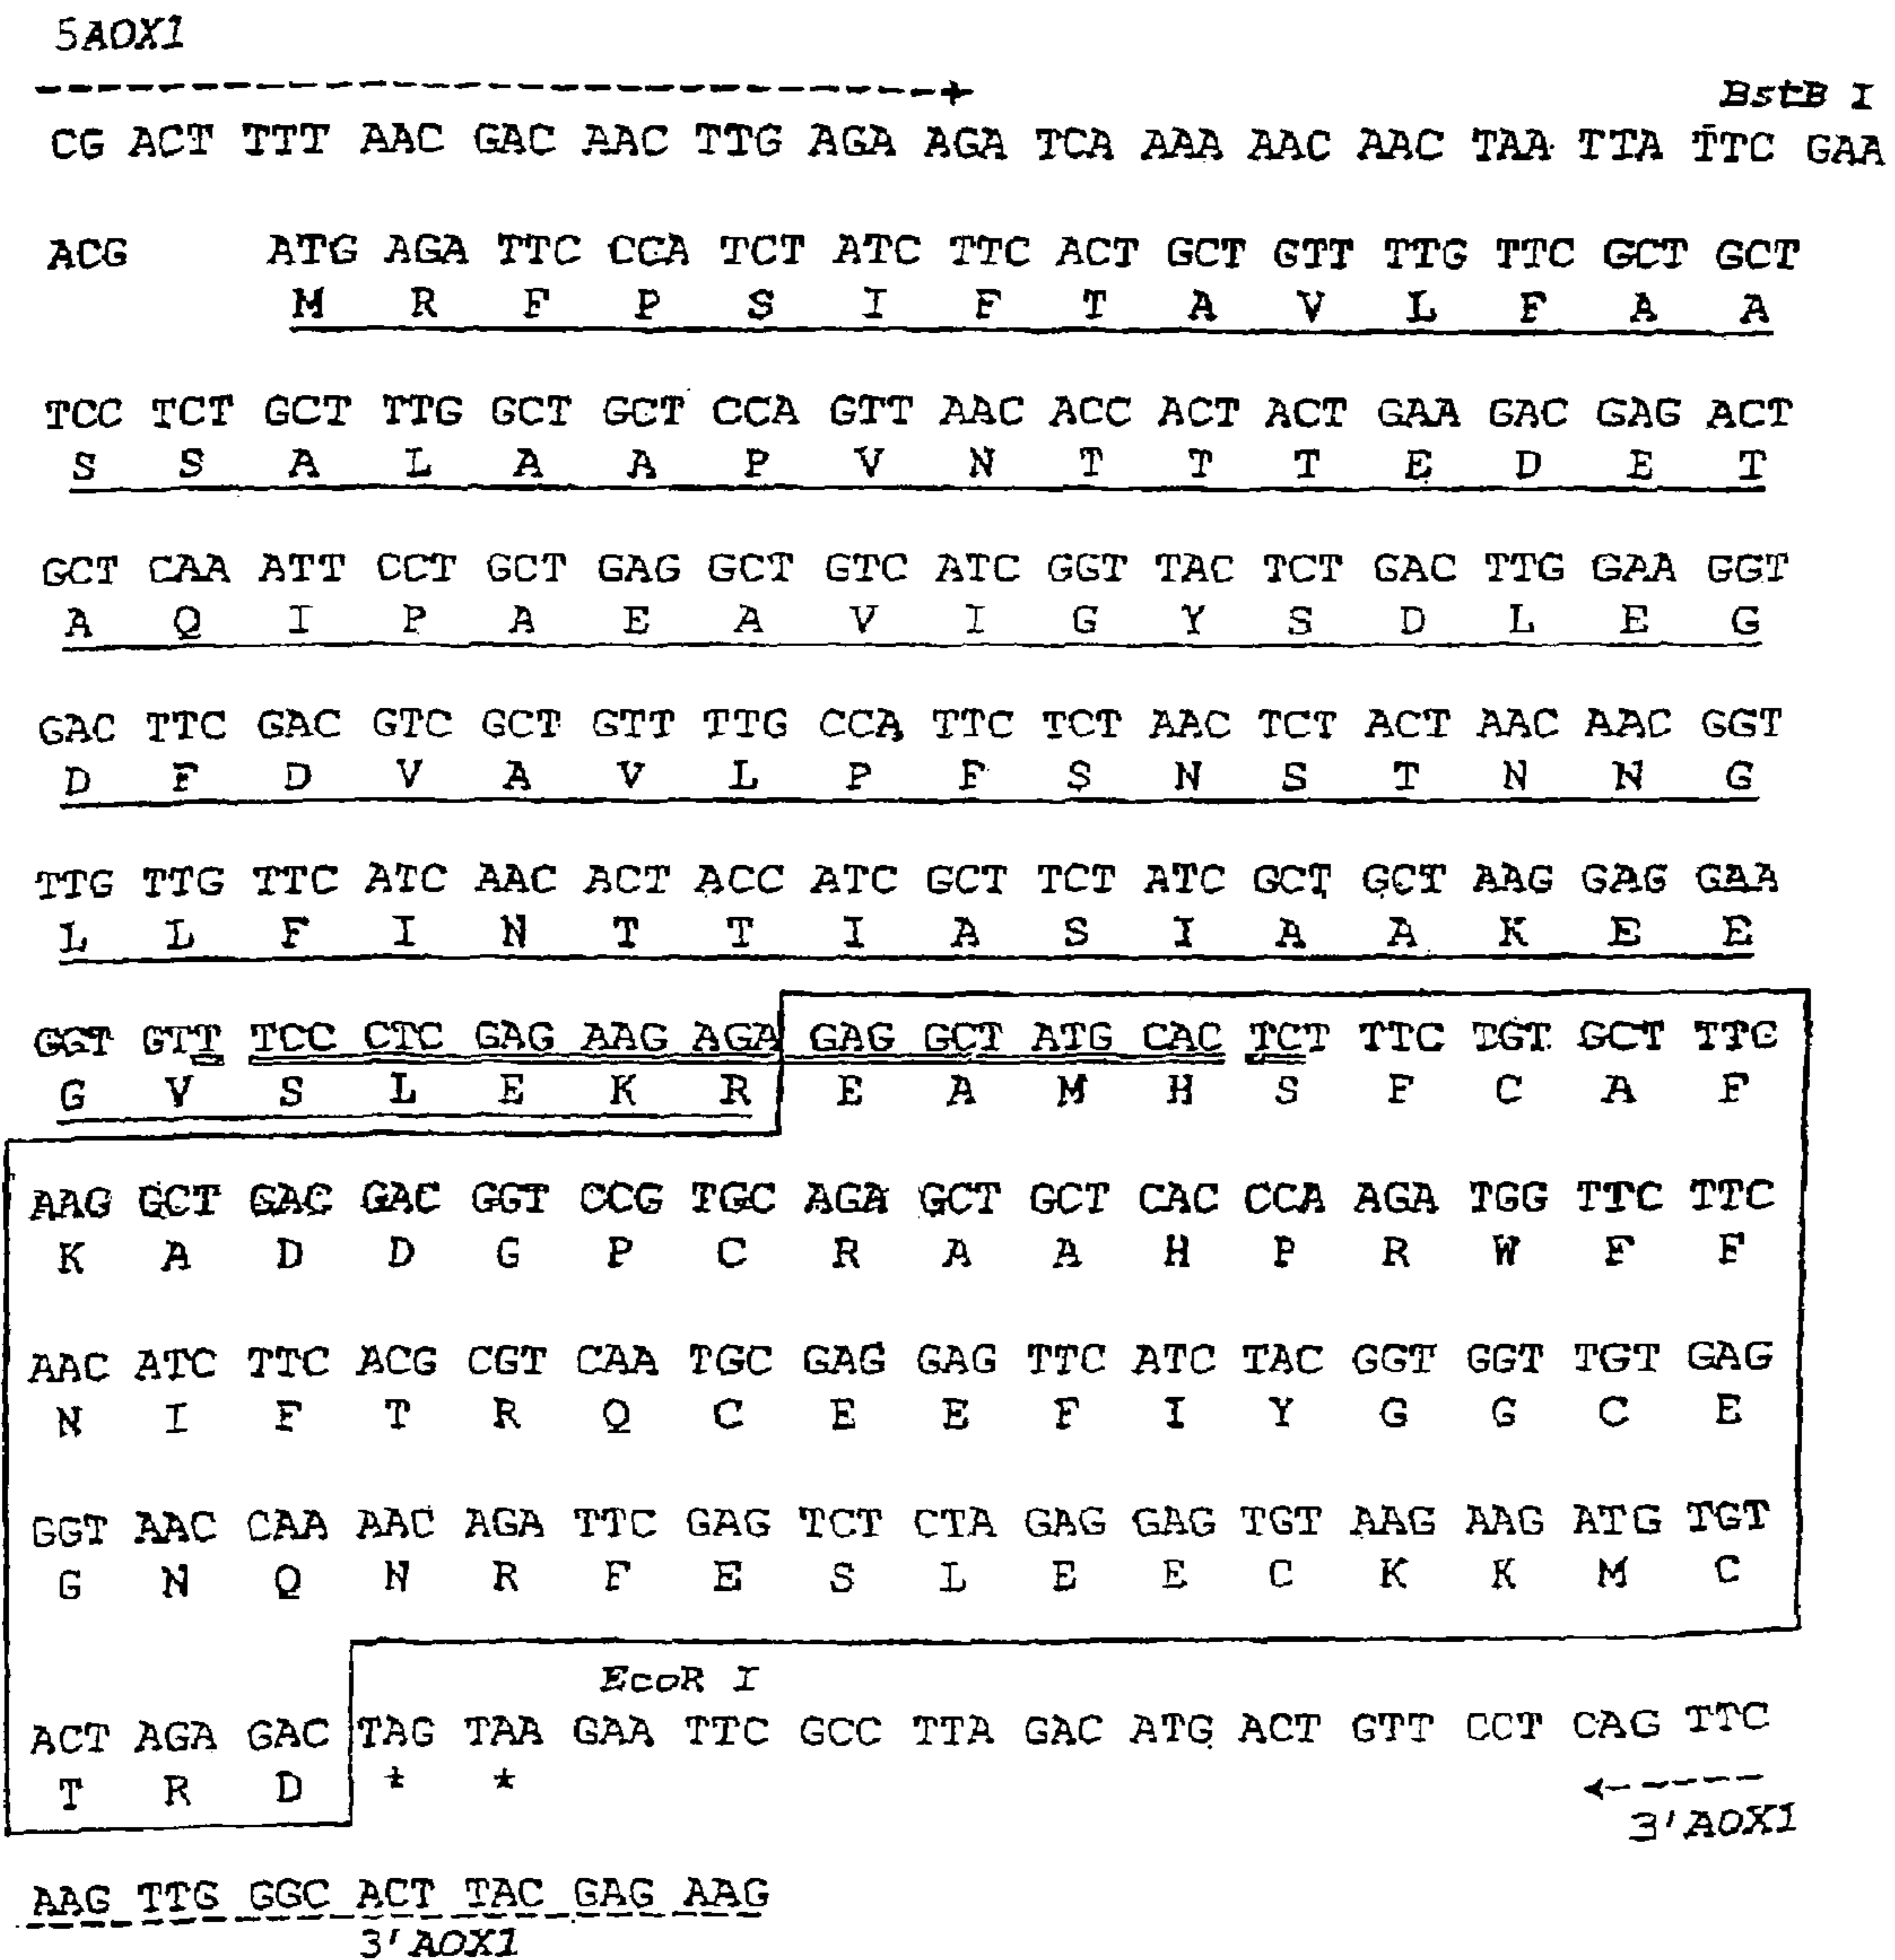 5AOX1
BstB I
CG ACT TTT AAC GAC AAC TTG AGA AGA TCA AAA AAC AAC TAA TTA TTC GAA
ACG ATG AGA TTC CCA TCT ATC TTC ACT GCT GTT TTG TTC GCT GCT
M R F P S I F T A V L F A A
TCC TCT GCT TTG GCT GCT CCA GTT AAC ACC ACT ACT GAA GAC GAG ACT
S S A L A A P V N T T T E D E T
GCT CAA ATT CCT GCT GAG GCT GTC ATC GGT TAC TCT GAC TTG GAA GGT
A Q I P A E A V I G Y S D L E G
GAC TTC GAC GTC GCT GTT TTG CCA TTC TCT AAC TCT ACT AAC AAC GGT
D F D V A V L P F S N S T N N G
TTG TTG TTC ATC AAC ACT ACC ATC GCT TCT ATC GCT GCT AAG GAG GAA
L L F I N T T I A S I A A K E E
GGT GTT TCC CTC GAG AAG AGA GAG GCT ATG CAC TCT TTC TGT GCT TTC
G V S L E K R E A M H S F C A F
AAG GCT GAC GAC GGT CCG TGC AGA GCT GCT CAC CCA AGA TGG TTC TTC
K A D D G P C R A A H P R W F F
AAC ATC TTC ACG CGT CAA TGC GAG GAG TTC ATC TAC GGT GGT TGT GAG
N I F T R Q C E E F I Y G G C E
GGT AAC CAA AAC AGA TTC GAG TCT CTA GAG GAG TGT AAG AAG ATG TGT
G N Q N R F E S L E E C K K M C
EcoR I
ACT AGA GAC TAG TAA GAA TTC GCC TTA GAC ATG ACT GTT CCT CAG TTC
T R D * *
3'AOX1
AAG TTG GGC ACT TAC GAG AAG
3'AOX1